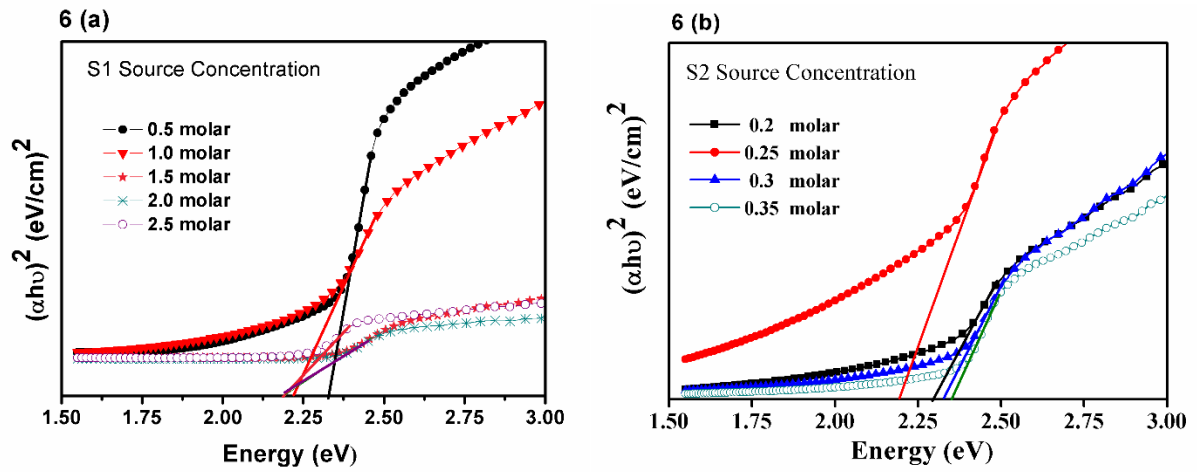 6 (a)
S1 Source Concentration
0.5 molar
1.0 molar
1.5 molar
2.0 molar
2.5 molar
(αhυ)² (eV/cm)²
1.50 1.75 2.00 2.25 2.50 2.75 3.00
Energy (eV)
6 (b)
S2 Source Concentration
0.2 molar
0.25 molar
0.3 molar
0.35 molar
(αhυ)² (eV/cm)²
1.50 1.75 2.00 2.25 2.50 2.75 3.00
Energy (eV)